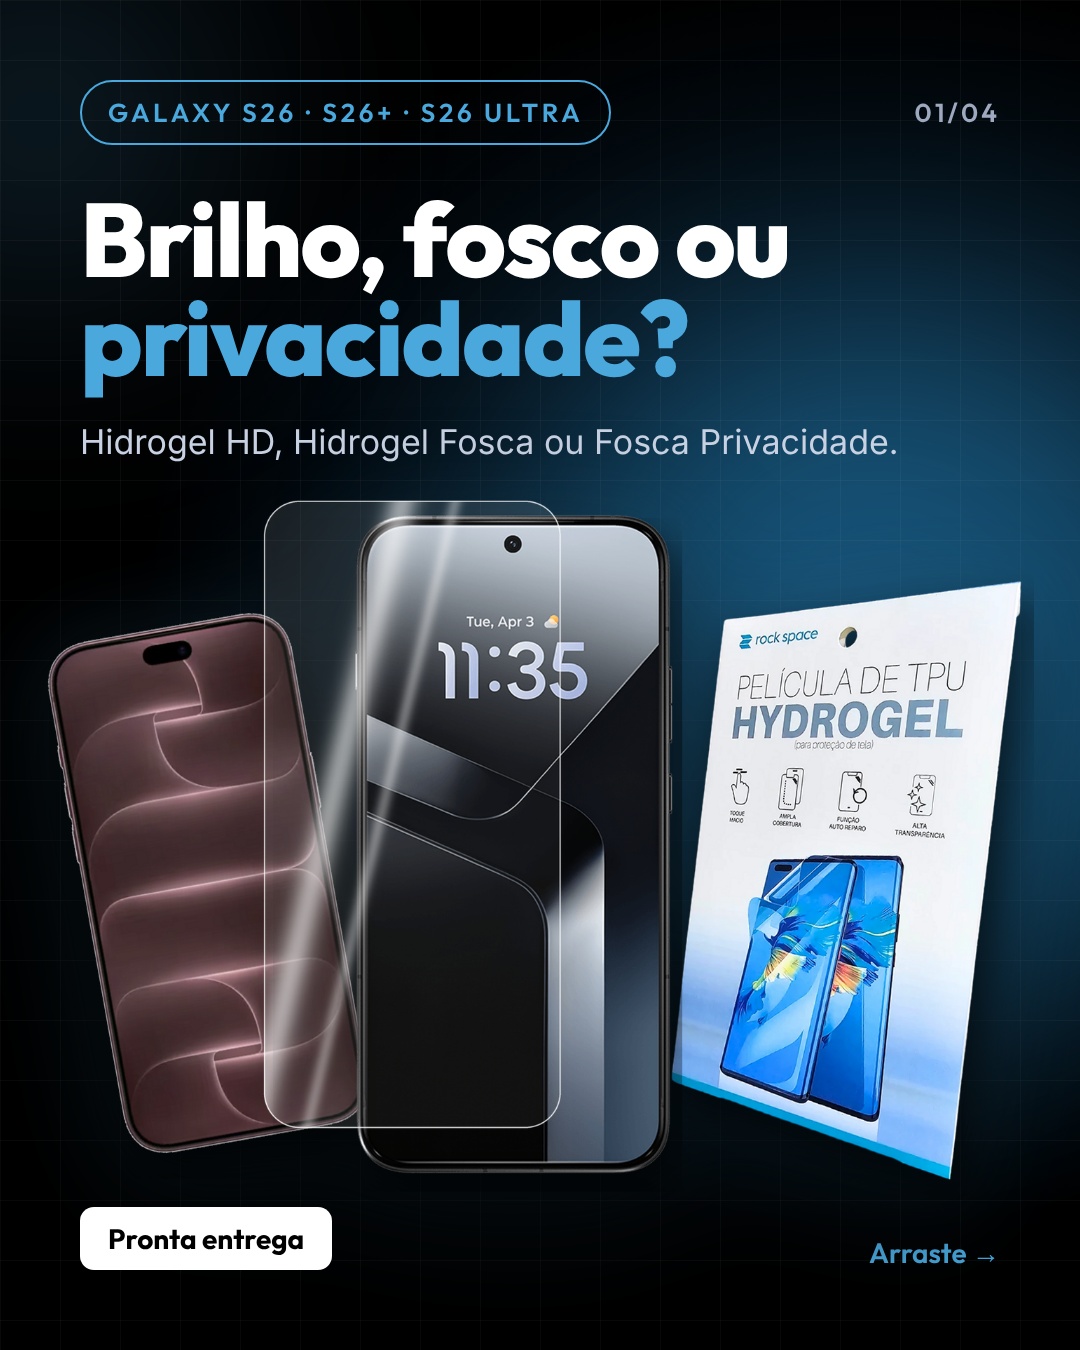 GALAXY S26 · S26+ · S26 ULTRA
01/04
Brilho, fosco ou
privacidade?
Hidrogel HD, Hidrogel Fosca ou Fosca Privacidade.
Tue, Apr 3
11:35
rock space
PELÍCULA DE TPU
HYDROGEL
(para proteção de tela)
TOQUE
MACIO
AMPLA
COBERTURA
FUNÇÃO
AUTO REPARO
ALTA
TRANSPARÊNCIA
Pronta entrega
Arraste →